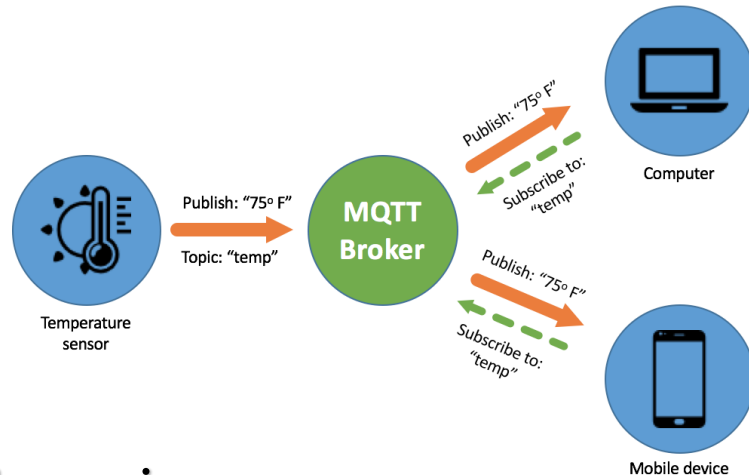 Publish: “75º F”
Topic: “temp”
Temperature
sensor
MQTT
Broker
Publish: “75º F”
Subscribe to:
“temp”
Computer
Publish: “75º F”
Subscribe to:
“temp”
Mobile device